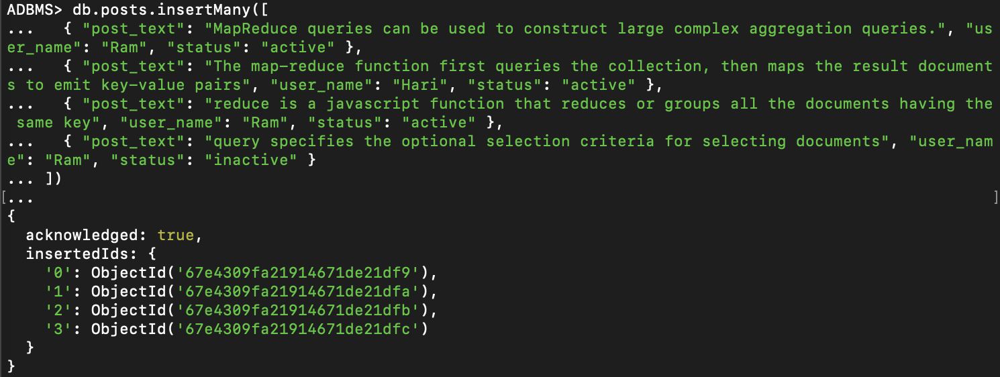 ADBMS> db.posts.insertMany([
...   { "post_text": "MapReduce queries can be used to construct large complex aggregation queries.", "us
er_name": "Ram", "status": "active" },
...   { "post_text": "The map-reduce function first queries the collection, then maps the result document
s to emit key-value pairs", "user_name": "Hari", "status": "active" },
...   { "post_text": "reduce is a javascript function that reduces or groups all the documents having the
 same key", "user_name": "Ram", "status": "active" },
...   { "post_text": "query specifies the optional selection criteria for selecting documents", "user_nam
e": "Ram", "status": "inactive" }
... ])
[... ]
{
  acknowledged: true,
  insertedIds: {
    '0': ObjectId('67e4309fa21914671de21df9'),
    '1': ObjectId('67e4309fa21914671de21dfa'),
    '2': ObjectId('67e4309fa21914671de21dfb'),
    '3': ObjectId('67e4309fa21914671de21dfc')
  }
}